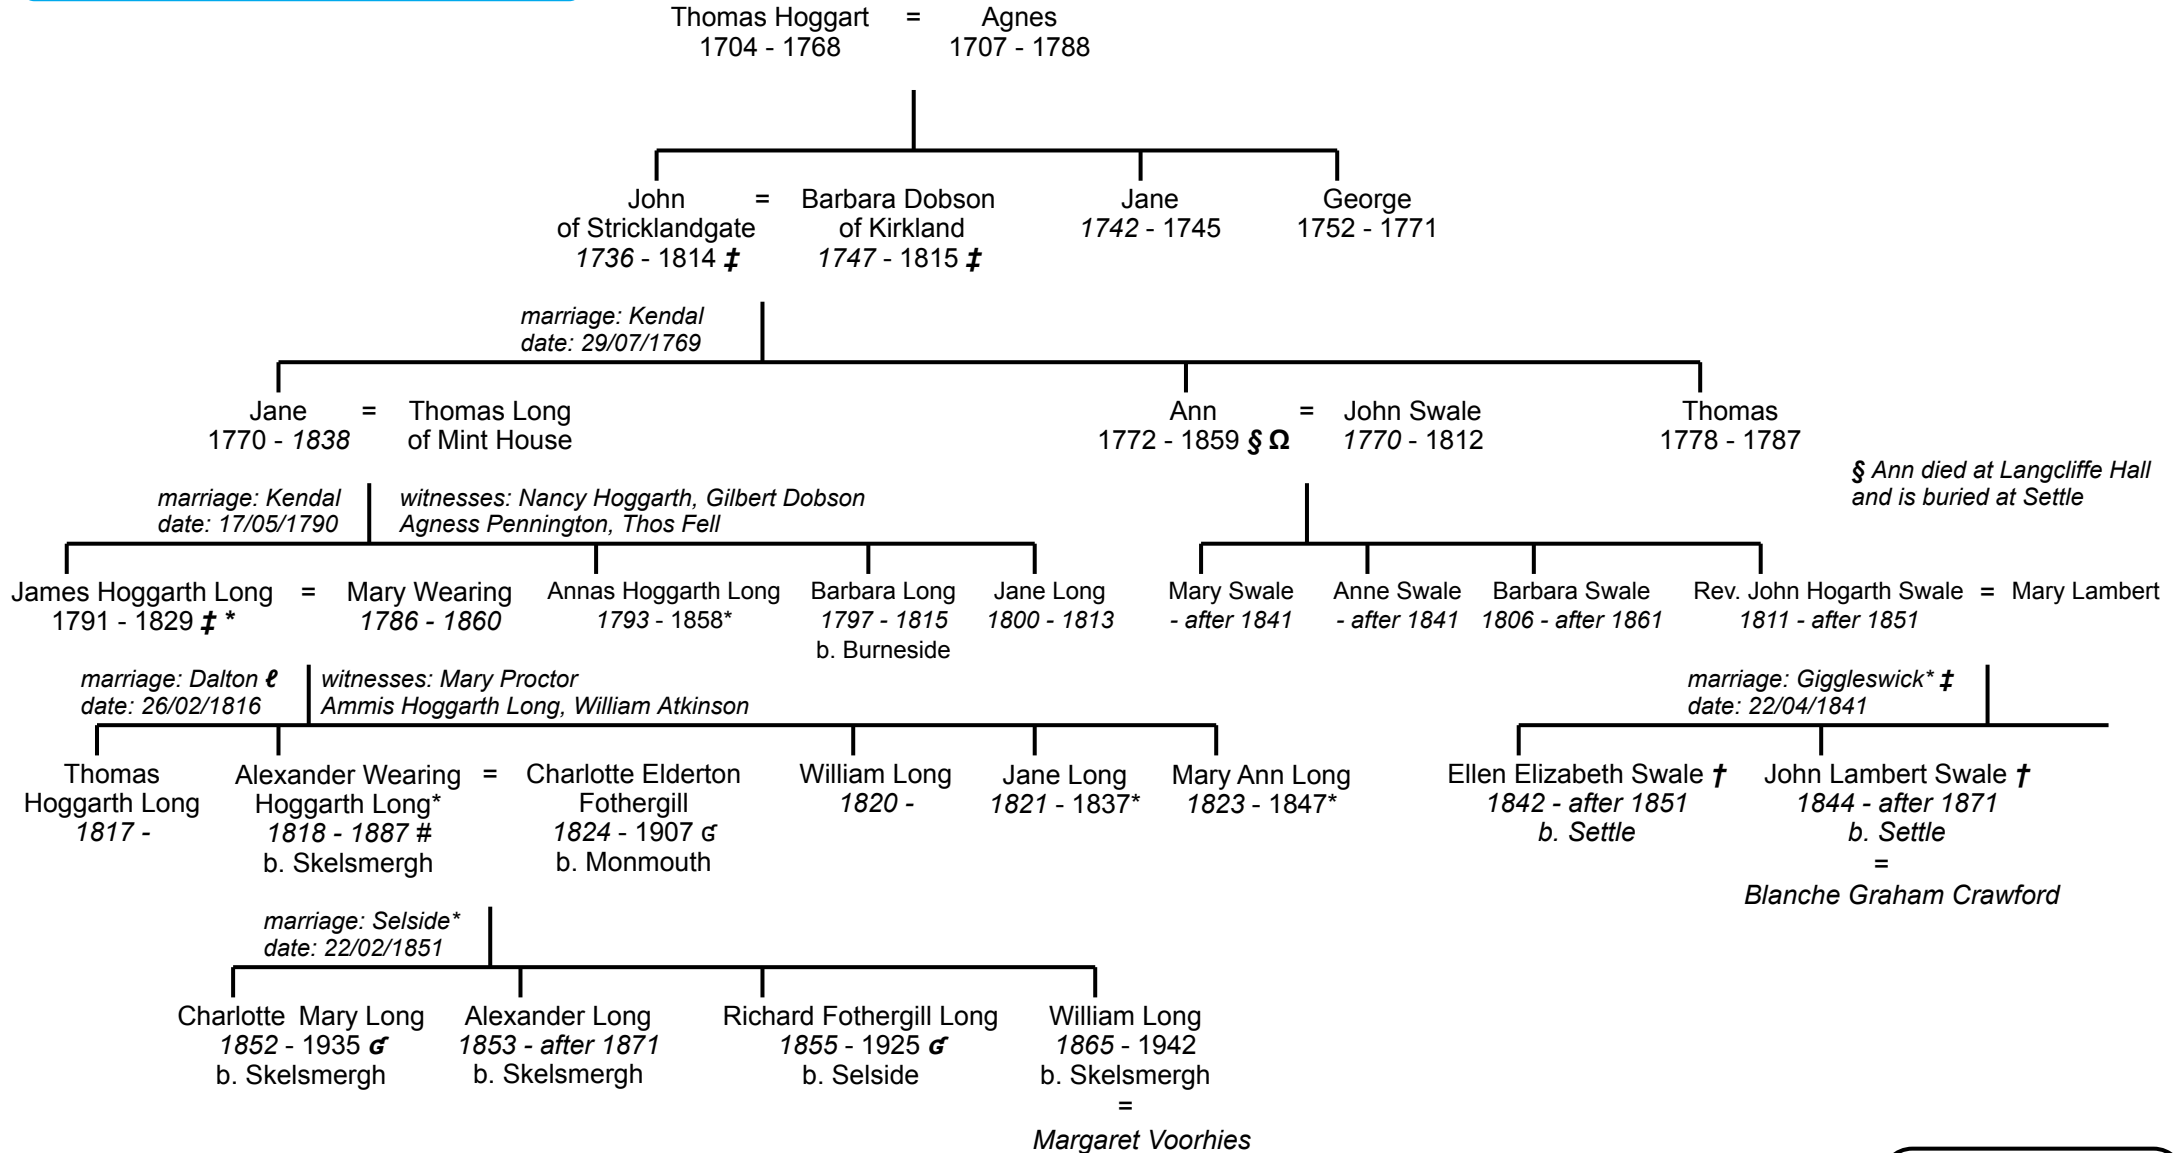 Thomas Hoggart = Agnes
1704 - 1768 1707 - 1788
John = Barbara Dobson Jane George
of Stricklandgate of Kirkland 1742 - 1745 1752 - 1771
1736 - 1814 ‡ 1747 - 1815 ‡
marriage: Kendal
date: 29/07/1769
Jane = Thomas Long Ann = John Swale Thomas
1770 - 1838 of Mint House 1772 - 1859 § Ω 1770 - 1812 1778 - 1787
§ Ann died at Langcliffe Hall
and is buried at Settle
marriage: Kendal witnesses: Nancy Hoggarth, Gilbert Dobson
date: 17/05/1790 Agness Pennington, Thos Fell
James Hoggarth Long = Mary Wearing Annas Hoggarth Long Barbara Long Jane Long Mary Swale Anne Swale Barbara Swale Rev. John Hogarth Swale = Mary Lambert
1791 - 1829 ‡ * 1786 - 1860 1793 - 1858* 1797 - 1815 1800 - 1813 - after 1841 - after 1841 1806 - after 1861 1811 - after 1851
b. Burneside
marriage: Dalton ℓ witnesses: Mary Proctor marriage: Giggleswick* ‡
date: 26/02/1816 Ammis Hoggarth Long, William Atkinson date: 22/04/1841
Thomas Alexander Wearing = Charlotte Elderton William Long Jane Long Mary Ann Long Ellen Elizabeth Swale † John Lambert Swale †
Hoggarth Long Hoggarth Long* Fothergill 1820 - 1821 - 1837* 1823 - 1847* 1842 - after 1851 1844 - after 1871
1817 - 1818 - 1887 # 1824 - 1907 ɠ b. Settle b. Settle
b. Skelsmergh b. Monmouth =
Blanche Graham Crawford
marriage: Selside*
date: 22/02/1851
Charlotte Mary Long Alexander Long Richard Fothergill Long William Long
1852 - 1935 ɠ 1853 - after 1871 1855 - 1925 ɠ 1865 - 1942
b. Skelsmergh b. Skelsmergh b. Selside b. Skelsmergh
=
Margaret Voorhies